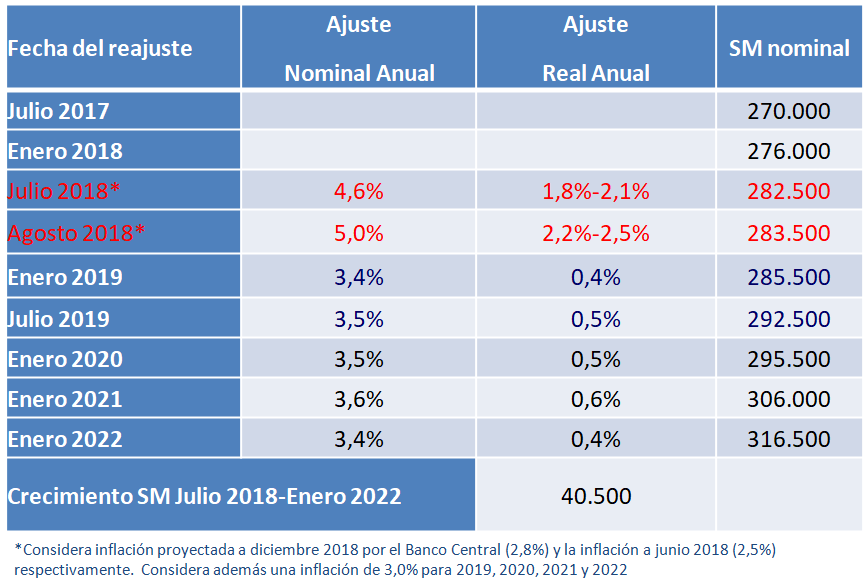 Fecha del reajuste Ajuste Nominal Anual Ajuste Real Anual SM nominal
Julio 2017 270.000
Enero 2018 276.000
Julio 2018* 4,6% 1,8%-2,1% 282.500
Agosto 2018* 5,0% 2,2%-2,5% 283.500
Enero 2019 3,4% 0,4% 285.500
Julio 2019 3,5% 0,5% 292.500
Enero 2020 3,5% 0,5% 295.500
Enero 2021 3,6% 0,6% 306.000
Enero 2022 3,4% 0,4% 316.500
Crecimiento SM Julio 2018-Enero 2022 40.500
*Considera inflación proyectada a diciembre 2018 por el Banco Central (2,8%) y la inflación a junio 2018 (2,5%)
respectivamente. Considera además una inflación de 3,0% para 2019, 2020, 2021 y 2022